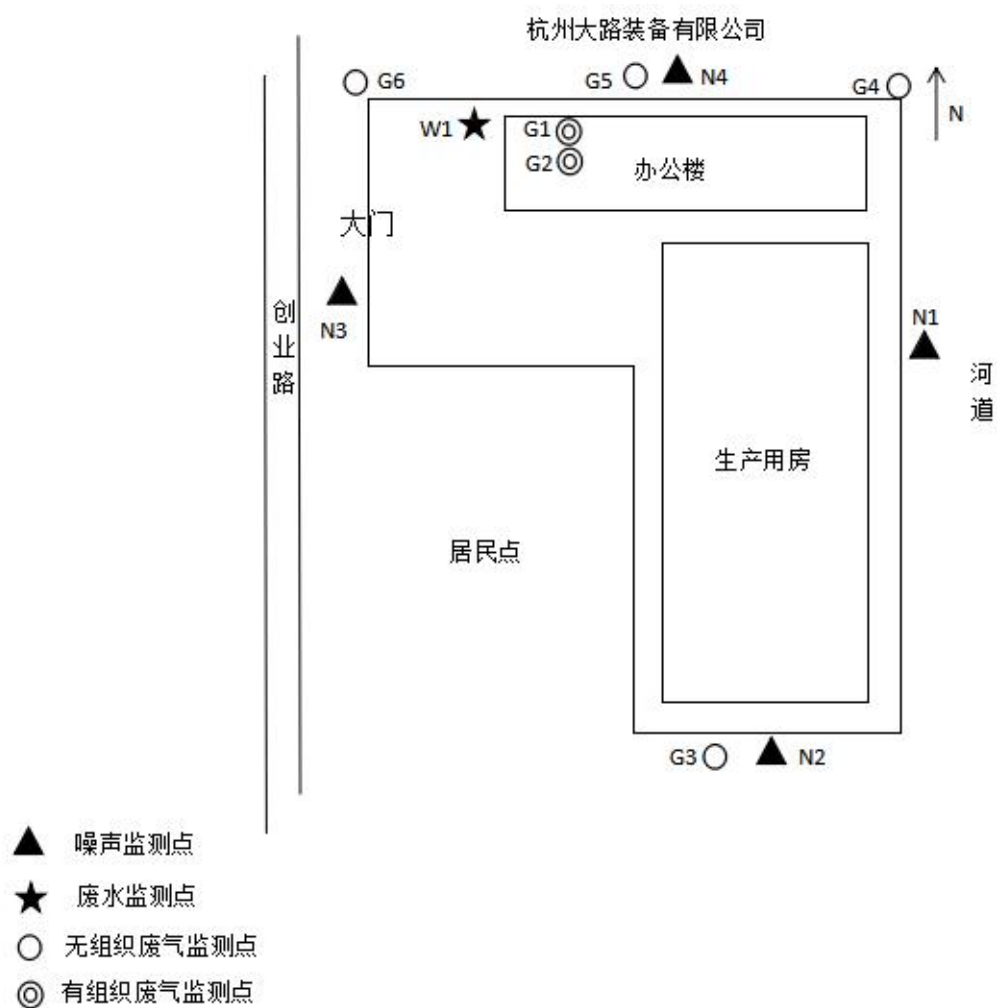 杭州大路装备有限公司
G6
G5
N4
G4
N
W1
G1
G2
办公楼
大门
创业路
N3
N1
河道
生产用房
居民点
G3
N2
噪声监测点
废水监测点
无组织废气监测点
有组织废气监测点